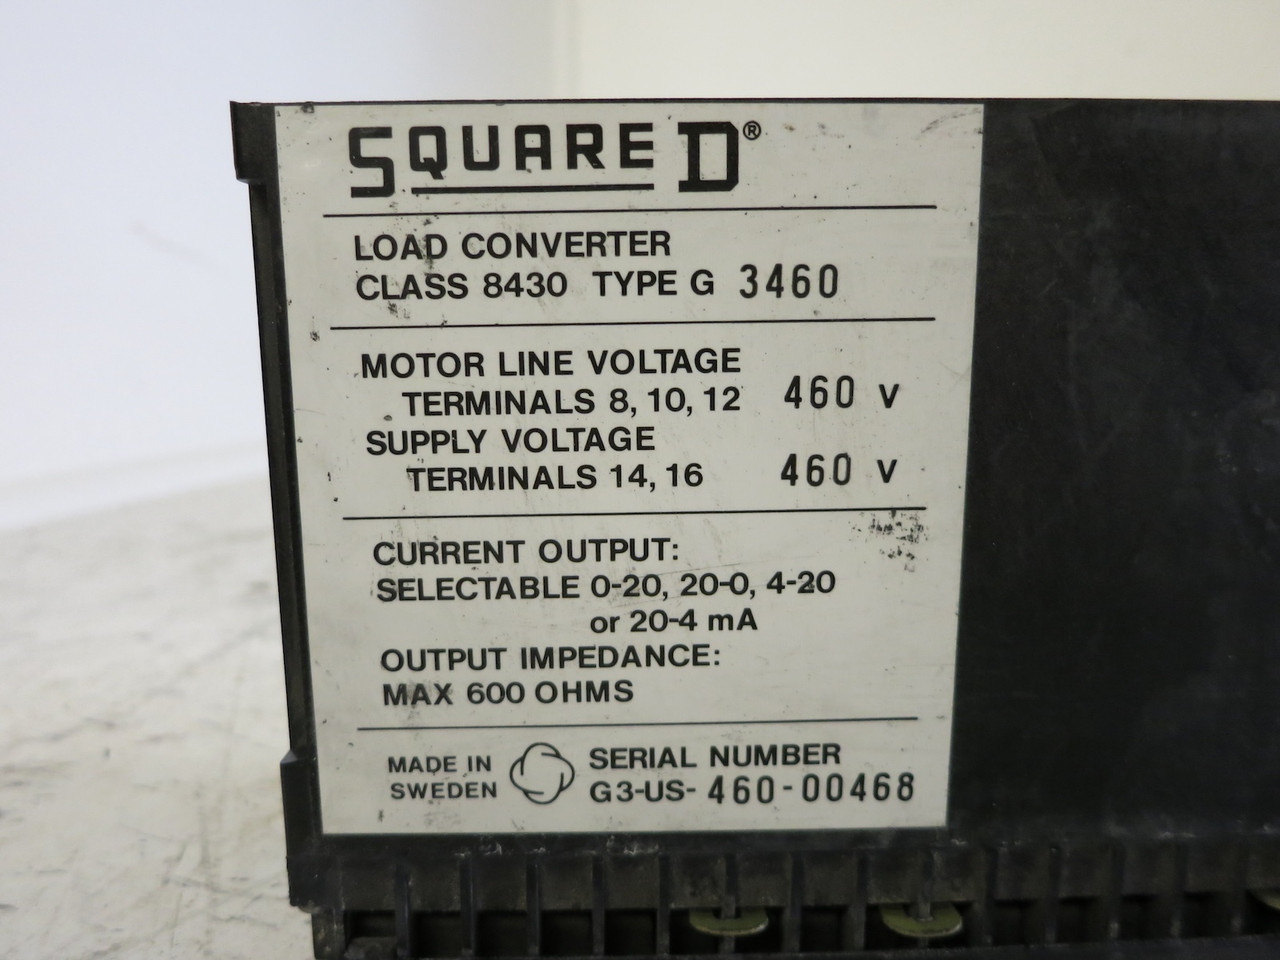 SQUARE D®
LOAD CONVERTER
CLASS 8430 TYPE G 3460
MOTOR LINE VOLTAGE
TERMINALS 8, 10, 12 460 V
SUPPLY VOLTAGE
TERMINALS 14, 16 460 V
CURRENT OUTPUT:
SELECTABLE 0-20, 20-0, 4-20
or 20-4 mA
OUTPUT IMPEDANCE:
MAX 600 OHMS
MADE IN
SWEDEN
SERIAL NUMBER
G3-US-460-00468